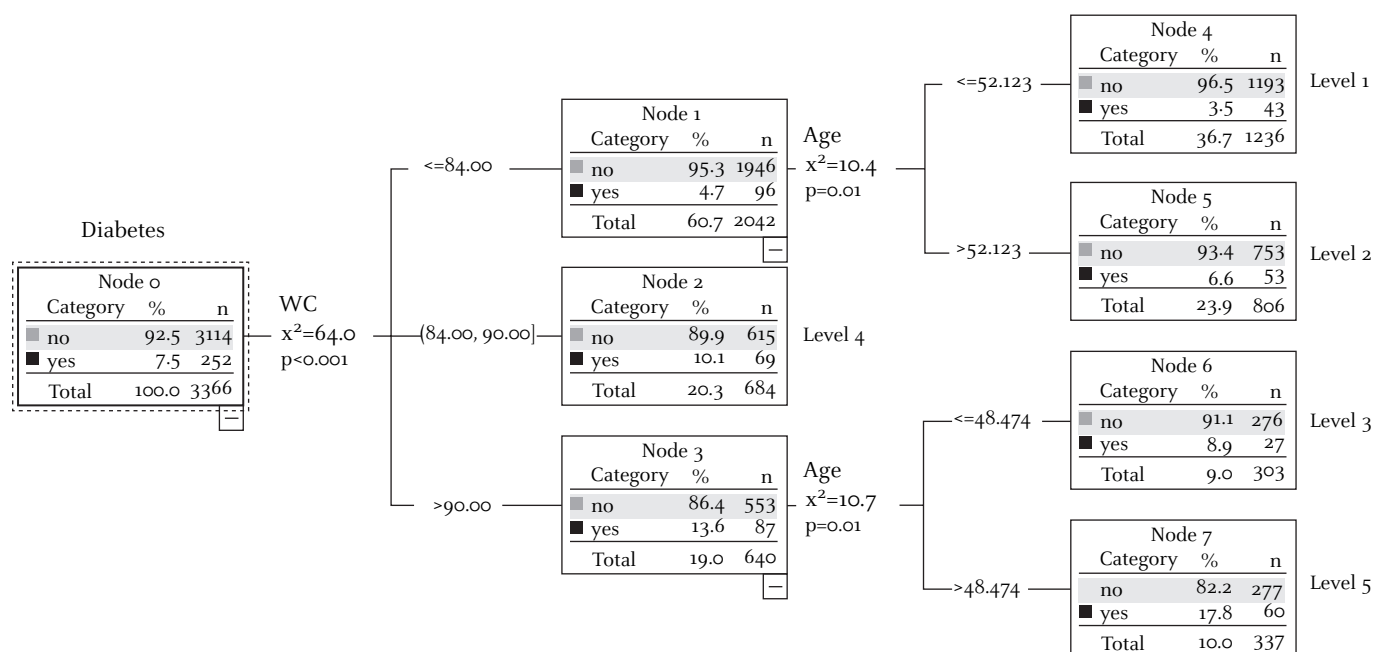 Diabetes
Node 0
Category % n
no 92.5 3114
yes 7.5 252
Total 100.0 3366
WC
x²=64.0
p<0.001
<=84.00
(84.00, 90.00]
>90.00
Node 1
Category % n
no 95.3 1946
yes 4.7 96
Total 60.7 2042
Node 2
Category % n
no 89.9 615
yes 10.1 69
Total 20.3 684
Level 4
Node 3
Category % n
no 86.4 553
yes 13.6 87
Total 19.0 640
Age
x²=10.4
p=0.01
<=52.123
>52.123
Node 4
Category % n
no 96.5 1193
yes 3.5 43
Total 36.7 1236
Level 1
Node 5
Category % n
no 93.4 753
yes 6.6 53
Total 23.9 806
Level 2
Age
x²=10.7
p=0.01
<=48.474
>48.474
Node 6
Category % n
no 91.1 276
yes 8.9 27
Total 9.0 303
Level 3
Node 7
Category % n
no 82.2 277
yes 17.8 60
Total 10.0 337
Level 5